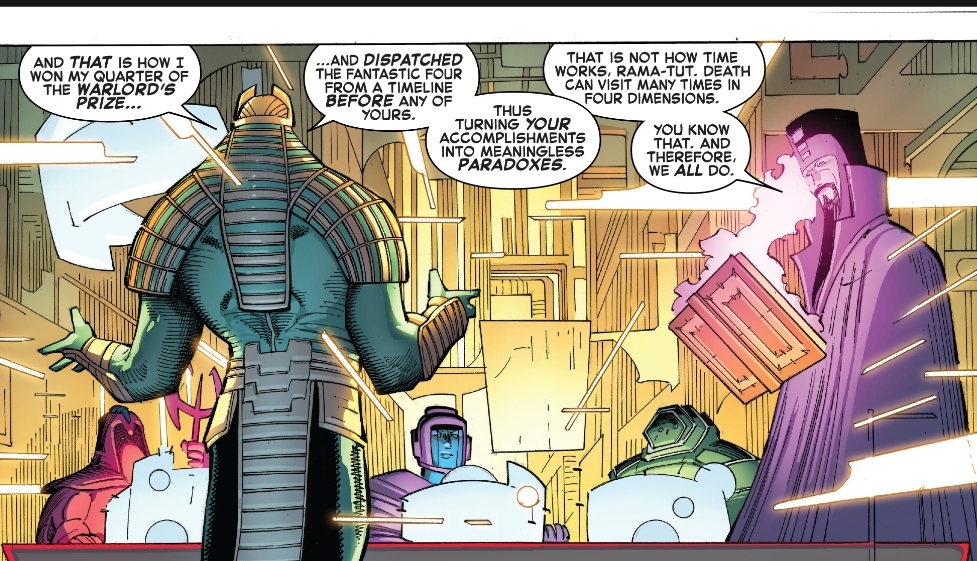 AND THAT IS HOW I
WON MY QUARTER OF
THE WARLORD'S
PRIZE...
...AND DISPATCHED
THE FANTASTIC FOUR
FROM A TIMELINE
BEFORE ANY OF
YOURS.
THUS
TURNING YOUR
ACCOMPLISHMENTS
INTO MEANINGLESS
PARADOXES.
THAT IS NOT HOW TIME
WORKS, RAMA-TUT. DEATH
CAN VISIT MANY TIMES IN
FOUR DIMENSIONS.
YOU KNOW
THAT. AND
THEREFORE,
WE ALL DO.